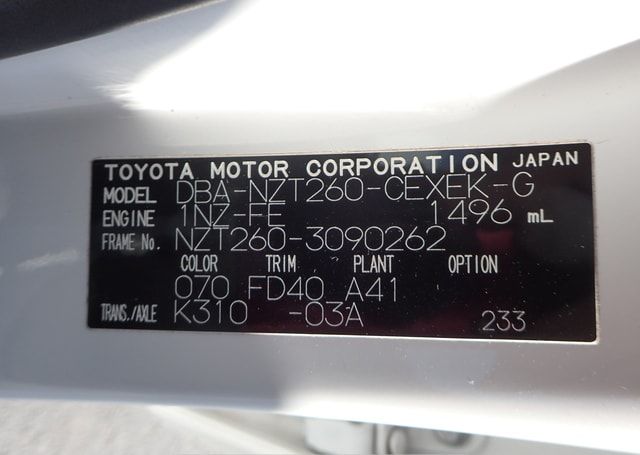 TOYOTA MOTOR CORPORATION JAPAN
MODEL DBA-NZT260-CEXEK-G
ENGINE 1NZ-FE 1496 mL
FRAME No. NZT260-3090262
COLOR TRIM PLANT OPTION
070 FD40 A41
TRANS./AXLE K310 -03A 233